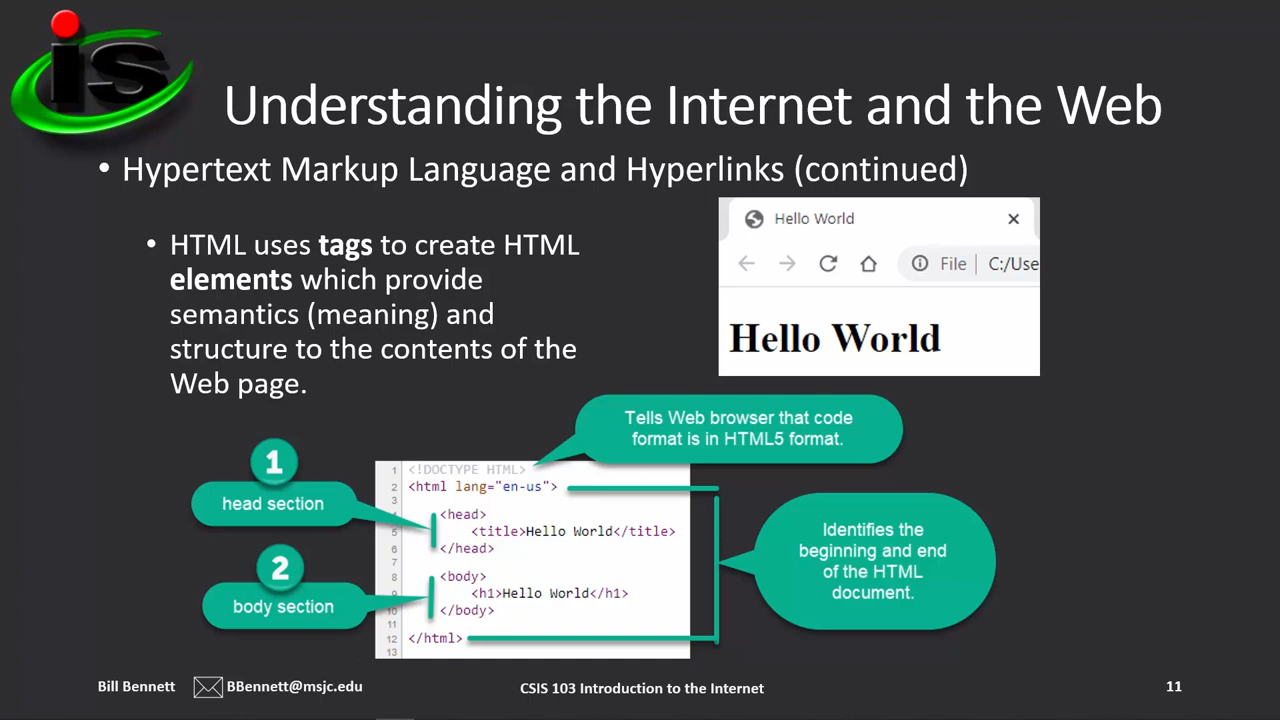 is
Understanding the Internet and the Web
• Hypertext Markup Language and Hyperlinks (continued)
• HTML uses tags to create HTML
elements which provide
semantics (meaning) and
structure to the contents of the
Web page.
Hello World
File
C:/Use
Hello World
Tells Web browser that code
format is in HTML5 format.
1
head section
2
body section
1 <!DOCTYPE HTML>
2 <html lang="en-us">
3
<head>
5 <title>Hello World</title>
6 </head>
7
8 <body>
9 <h1>Hello World</h1>
10 </body>
11
12 </html>
13
Identifies the
beginning and end
of the HTML
document.
Bill Bennett
BBennett@msjc.edu
CSIS 103 Introduction to the Internet
11